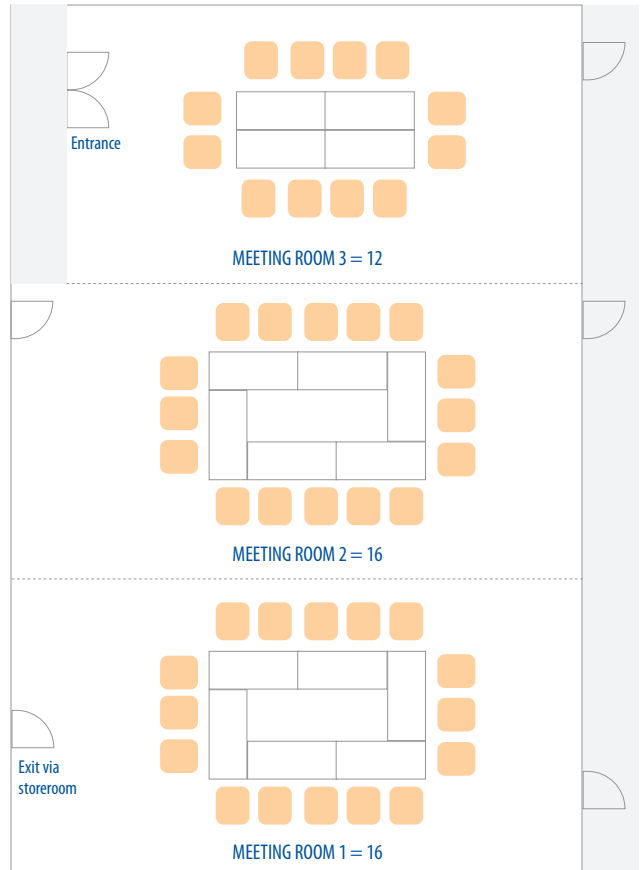 Entrance
MEETING ROOM 3 = 12
MEETING ROOM 2 = 16
Exit via
storeroom
MEETING ROOM 1 = 16